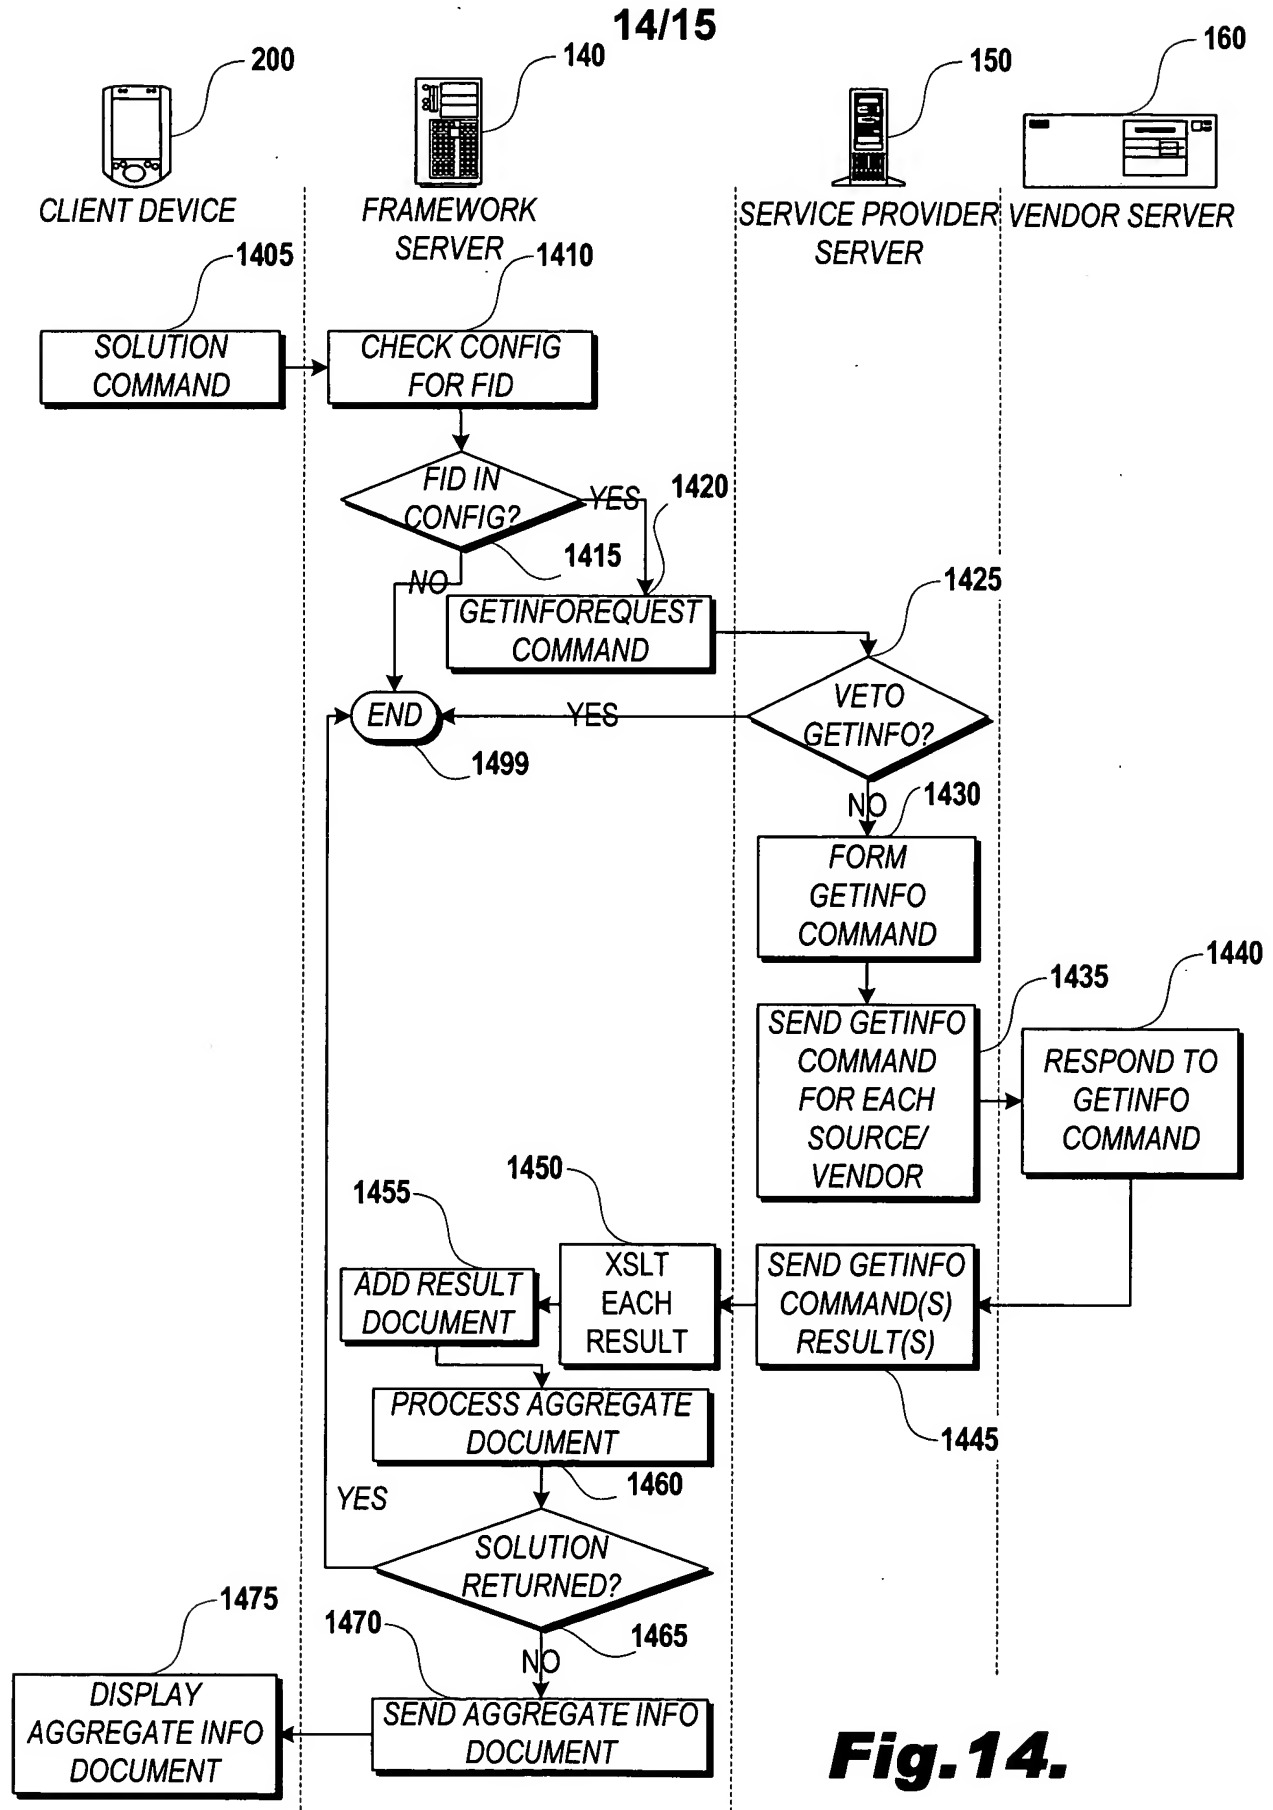 14/15
200
140
150
160
CLIENT DEVICE
FRAMEWORK
SERVER
SERVICE PROVIDER
SERVER
VENDOR SERVER
1405
1410
SOLUTION
COMMAND
CHECK CONFIG
FOR FID
FID IN
CONFIG?
YES
1420
1415
NO
GETINFOREQUEST
COMMAND
1425
VETO
GETINFO?
YES
END
1499
NO
1430
FORM
GETINFO
COMMAND
1435
1440
SEND GETINFO
COMMAND
FOR EACH
SOURCE/
VENDOR
RESPOND TO
GETINFO
COMMAND
1450
1455
SEND GETINFO
COMMAND(S)
RESULT(S)
XSLT
EACH
RESULT
ADD RESULT
DOCUMENT
1445
PROCESS AGGREGATE
DOCUMENT
1460
YES
SOLUTION
RETURNED?
1465
NO
1470
1475
SEND AGGREGATE INFO
DOCUMENT
DISPLAY
AGGREGATE INFO
DOCUMENT
Fig.14.